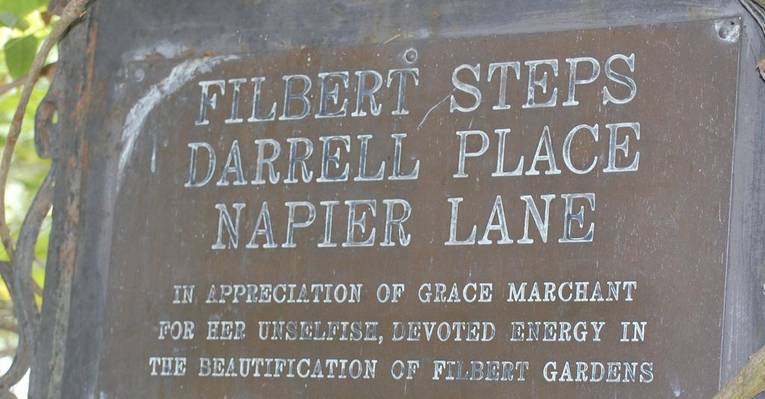 FILBERT STEPS
DARRELL PLACE
NAPIER LANE
IN APPRECIATION OF GRACE MARCHANT
FOR HER UNSELFISH, DEVOTED ENERGY IN
THE BEAUTIFICATION OF FILBERT GARDENS